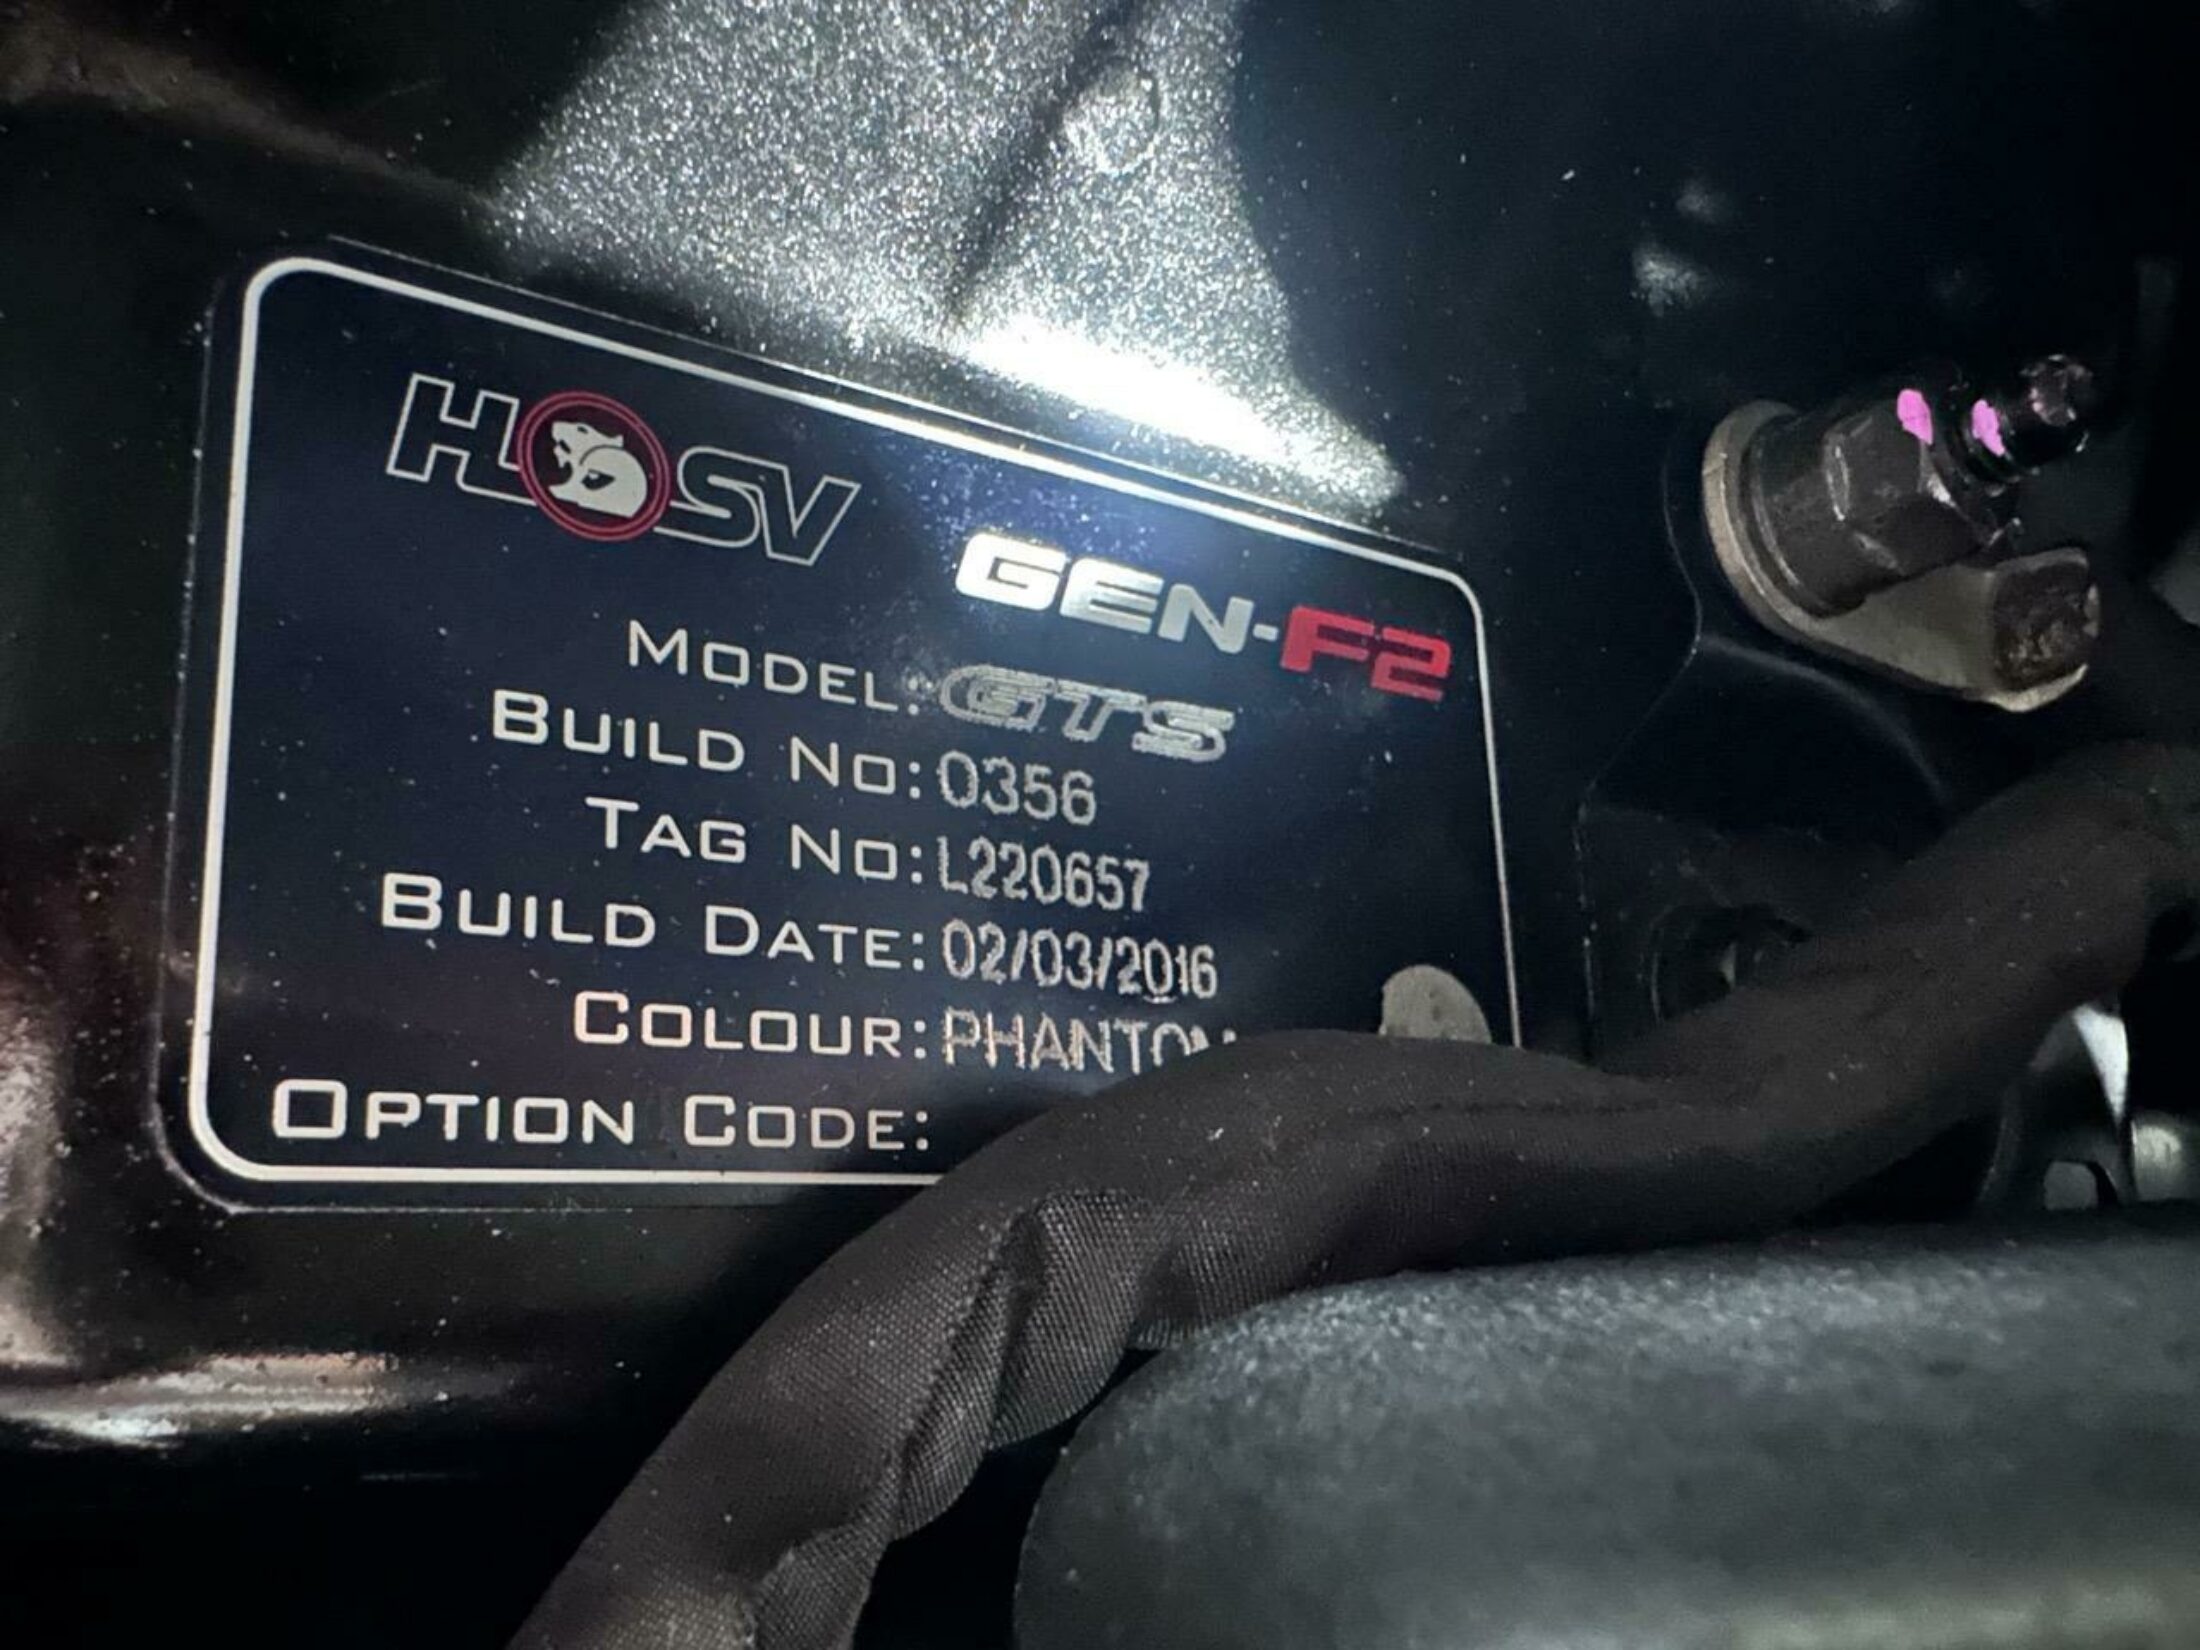 HSV
GEN-F2
MODEL: GTS
BUILD NO: 0356
TAG NO: L220657
BUILD DATE: 02/03/2016
COLOUR: PHANTOM
OPTION CODE: